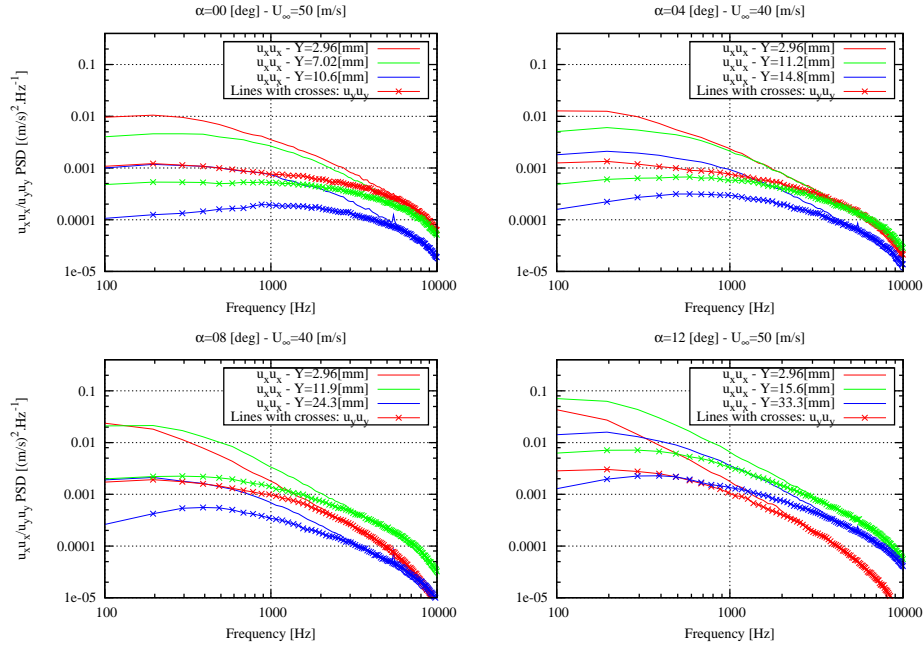 α=00 [deg] - U∞=50 [m/s]
uxux/uyuy PSD [(m/s)².Hz⁻¹]
uxux - Y=2.96[mm]
uxux - Y=7.02[mm]
uxux - Y=10.6[mm]
Lines with crosses: uyuy
0.1
0.01
0.001
0.0001
1e-05
100 1000 10000
Frequency [Hz]
α=04 [deg] - U∞=40 [m/s]
uxux - Y=2.96[mm]
uxux - Y=11.2[mm]
uxux - Y=14.8[mm]
Lines with crosses: uyuy
0.1
0.01
0.001
0.0001
1e-05
100 1000 10000
Frequency [Hz]
α=08 [deg] - U∞=40 [m/s]
uxux/uyuy PSD [(m/s)².Hz⁻¹]
uxux - Y=2.96[mm]
uxux - Y=11.9[mm]
uxux - Y=24.3[mm]
Lines with crosses: uyuy
0.1
0.01
0.001
0.0001
1e-05
100 1000 10000
Frequency [Hz]
α=12 [deg] - U∞=50 [m/s]
uxux - Y=2.96[mm]
uxux - Y=15.6[mm]
uxux - Y=33.3[mm]
Lines with crosses: uyuy
0.1
0.01
0.001
0.0001
1e-05
100 1000 10000
Frequency [Hz]